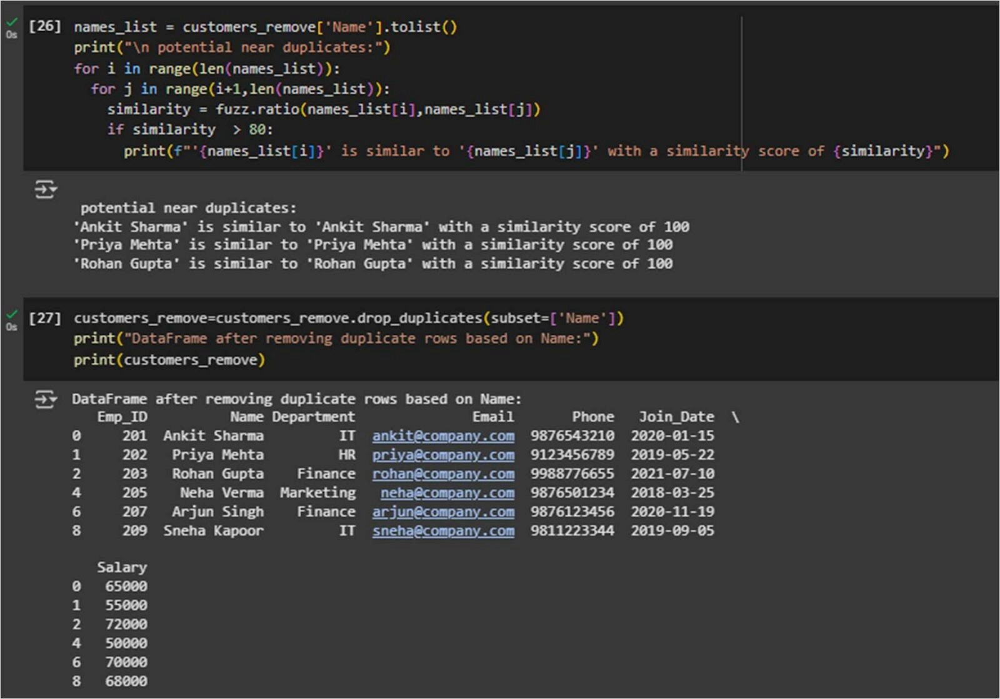 [26] names_list = customers_remove['Name'].tolist()
0s
print("\n potential near duplicates:")
for i in range(len(names_list)):
  for j in range(i+1,len(names_list)):
    similarity = fuzz.ratio(names_list[i],names_list[j])
    if similarity  > 80:
      print(f"'{names_list[i]}' is similar to '{names_list[j]}' with a similarity score of {similarity}")
potential near duplicates:
'Ankit Sharma' is similar to 'Ankit Sharma' with a similarity score of 100
'Priya Mehta' is similar to 'Priya Mehta' with a similarity score of 100
'Rohan Gupta' is similar to 'Rohan Gupta' with a similarity score of 100
[27] customers_remove=customers_remove.drop_duplicates(subset=['Name'])
0s
print("DataFrame after removing duplicate rows based on Name:")
print(customers_remove)
DataFrame after removing duplicate rows based on Name:
   Emp_ID          Name Department              Email       Phone   Join_Date  \
0     201  Ankit Sharma         IT  ankit@company.com  9876543210  2020-01-15
1     202   Priya Mehta         HR  priya@company.com  9123456789  2019-05-22
2     203   Rohan Gupta    Finance  rohan@company.com  9988776655  2021-07-10
4     205    Neha Verma  Marketing   neha@company.com  9876501234  2018-03-25
6     207   Arjun Singh    Finance  arjun@company.com  9876123456  2020-11-19
8     209  Sneha Kapoor         IT  sneha@company.com  9811223344  2019-09-05
   Salary
0   65000
1   55000
2   72000
4   50000
6   70000
8   68000